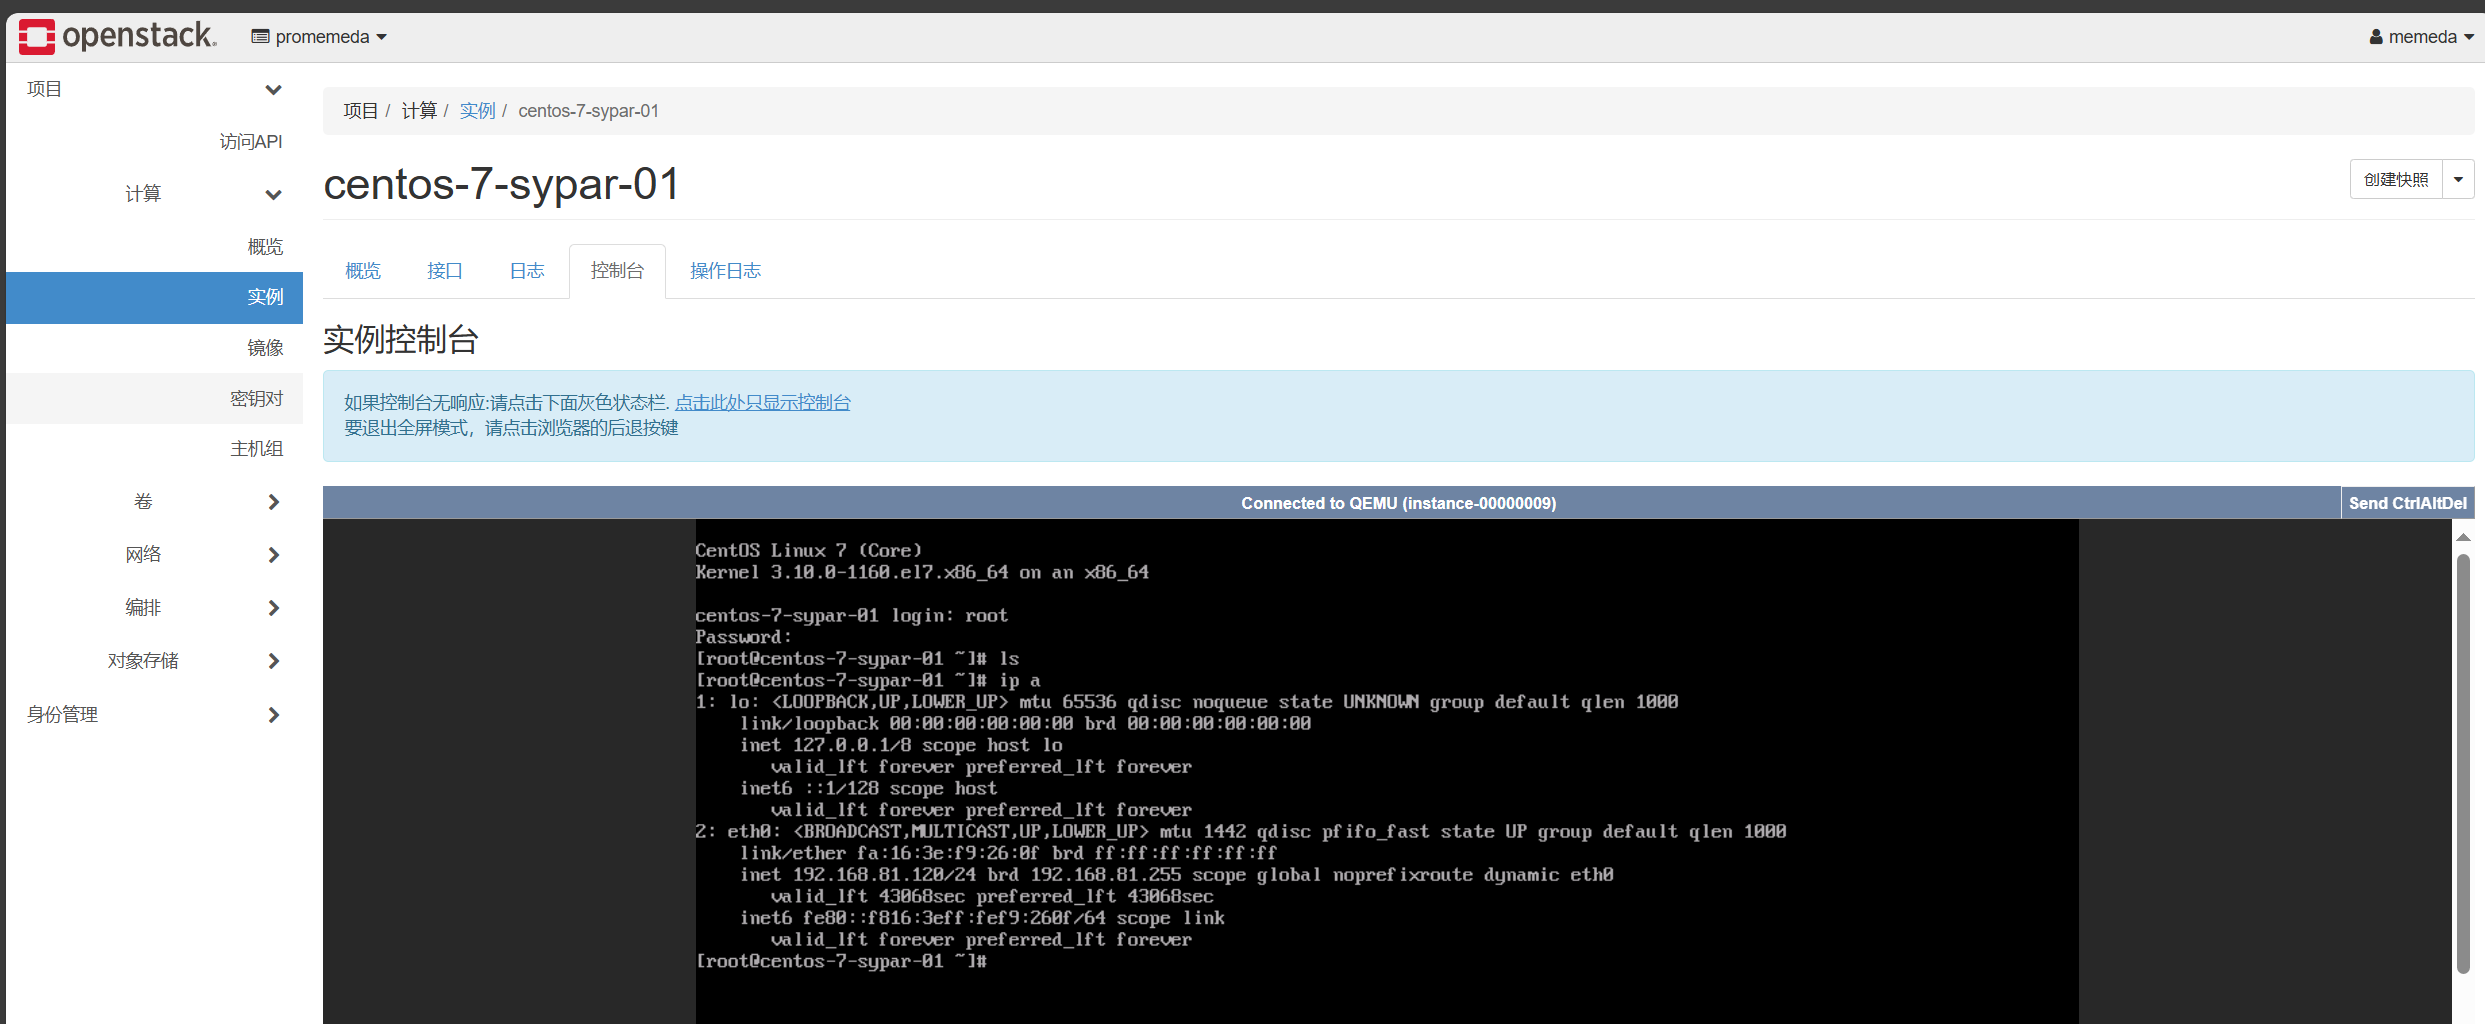 openstack.
promemeda
memeda
项目
访问API
计算
概览
实例
镜像
密钥对
主机组
卷
网络
编排
对象存储
身份管理
项目 / 计算 / 实例 / centos-7-sypar-01
centos-7-sypar-01
创建快照
概览 接口 日志 控制台 操作日志
实例控制台
如果控制台无响应:请点击下面灰色状态栏. 点击此处只显示控制台
要退出全屏模式，请点击浏览器的后退按键
Connected to QEMU (instance-00000009)
Send CtrlAltDel
CentOS Linux 7 (Core)
Kernel 3.10.0-1160.el7.x86_64 on an x86_64
centos-7-sypar-01 login: root
Password:
[root@centos-7-sypar-01 ~]# ls
[root@centos-7-sypar-01 ~]# ip a
1: lo: <LOOPBACK,UP,LOWER_UP> mtu 65536 qdisc noqueue state UNKNOWN group default qlen 1000
link/loopback 00:00:00:00:00:00 brd 00:00:00:00:00:00
inet 127.0.0.1/8 scope host lo
valid_lft forever preferred_lft forever
inet6 ::1/128 scope host
valid_lft forever preferred_lft forever
2: eth0: <BROADCAST,MULTICAST,UP,LOWER_UP> mtu 1442 qdisc pfifo_fast state UP group default qlen 1000
link/ether fa:16:3e:f9:26:0f brd ff:ff:ff:ff:ff:ff
inet 192.168.81.120/24 brd 192.168.81.255 scope global noprefixroute dynamic eth0
valid_lft 43068sec preferred_lft 43068sec
inet6 fe80::f816:3eff:fef9:260f/64 scope link
valid_lft forever preferred_lft forever
[root@centos-7-sypar-01 ~]#